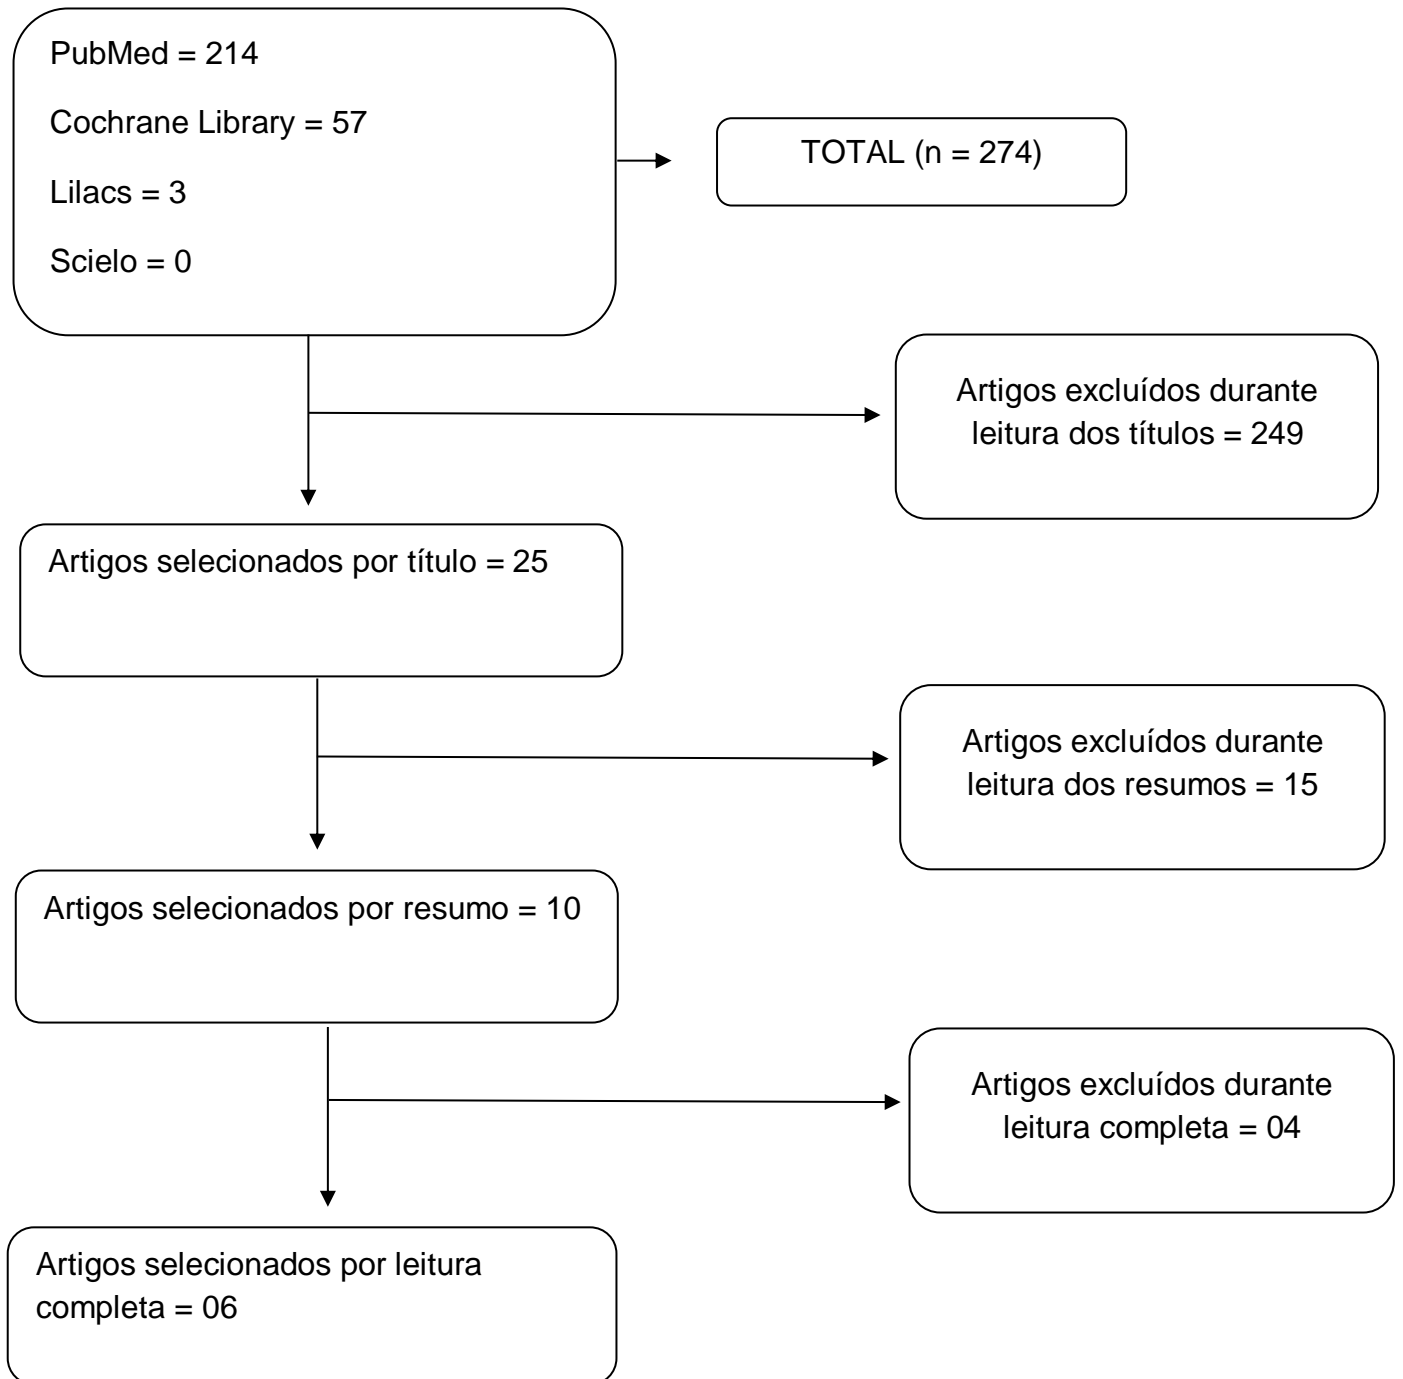 PubMed = 214
Cochrane Library = 57
Lilacs = 3
Scielo = 0
TOTAL (n = 274)
Artigos excluídos durante
leitura dos títulos = 249
Artigos selecionados por título = 25
Artigos excluídos durante
leitura dos resumos = 15
Artigos selecionados por resumo = 10
Artigos excluídos durante
leitura completa = 04
Artigos selecionados por leitura
completa = 06